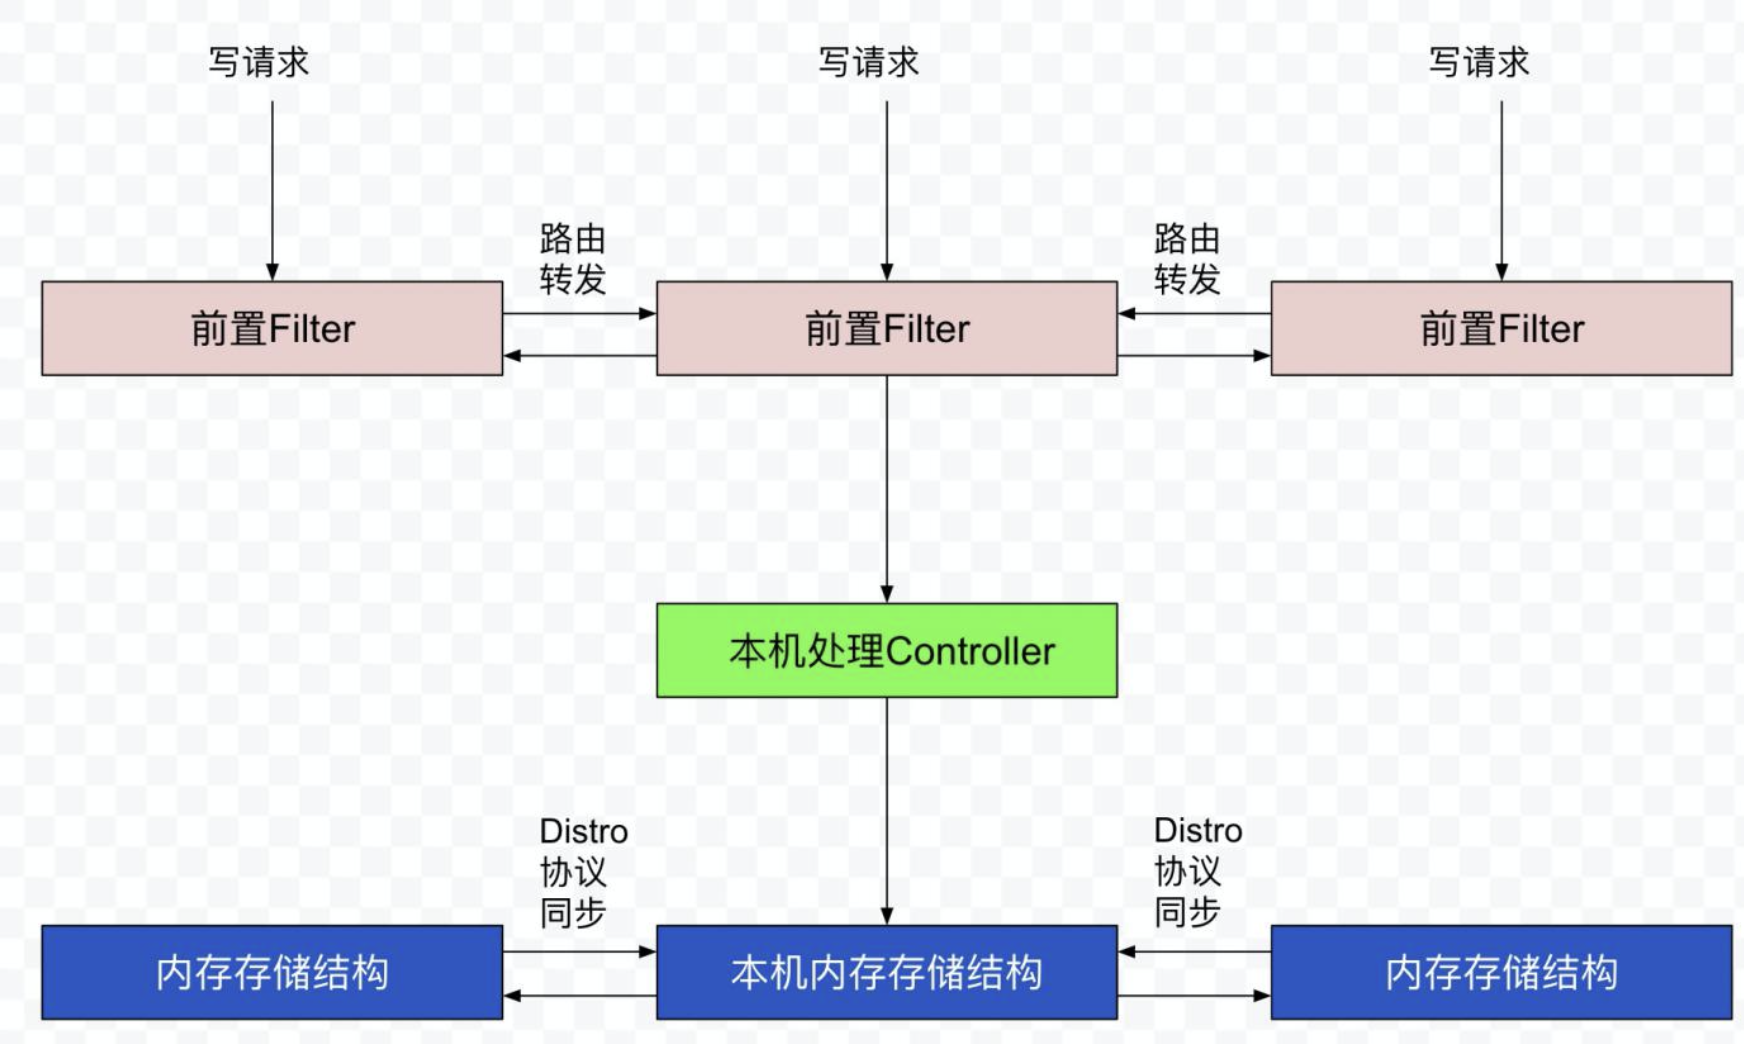 写请求
写请求
写请求
路由
转发
路由
转发
前置Filter
前置Filter
前置Filter
本机处理Controller
Distro
协议
同步
Distro
协议
同步
内存存储结构
本机内存存储结构
内存存储结构